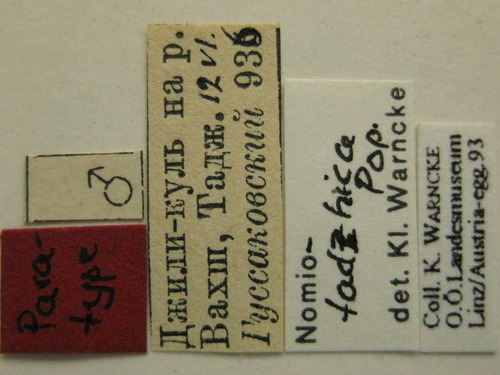 Para-
type
♂
Джили-куль на р.
Вахш, Тадж. 12 VI.
Гуссаковский 936
Nomio-
tadzhica
Pop.
det. Kl. Warncke
Coll. K. WARNCKE
O.Ö. Landesmuseum
Linz/Austria-egg.93